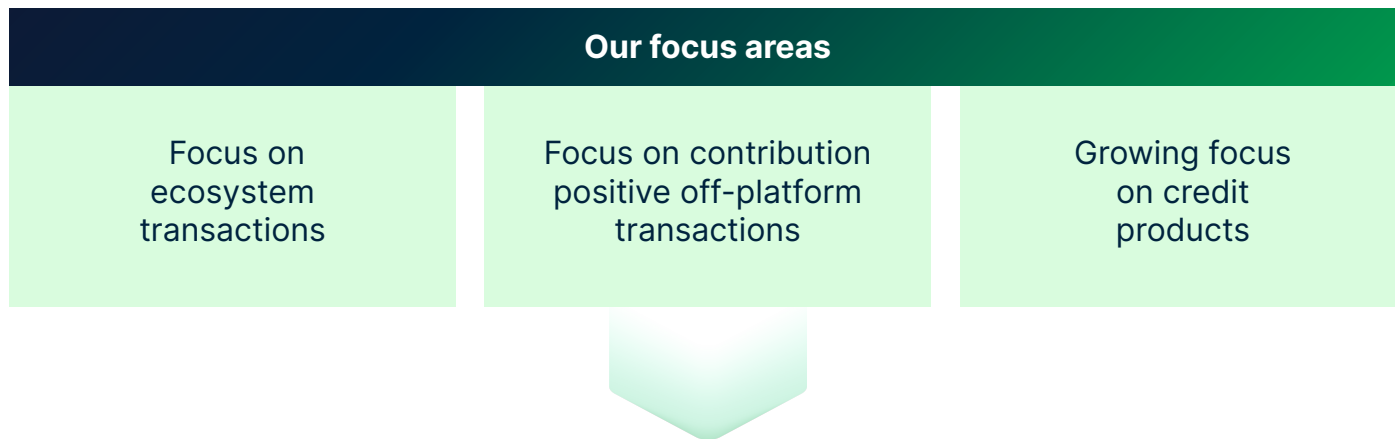 Our focus areas
Focus on
ecosystem
transactions
Focus on contribution
positive off-platform
transactions
Growing focus
on credit
products